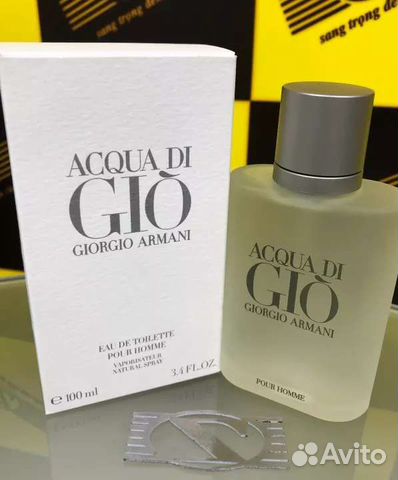 sang trọng
ACQUA DI
GIÒ
GIORGIO ARMANI
EAU DE TOILETTE
POUR HOMME
VAPORISATEUR
NATURAL SPRAY
e 100 ml
3.4 FL.OZ.
ACQUA DI
GIÒ
GIORGIO ARMANI
POUR HOMME
Avito